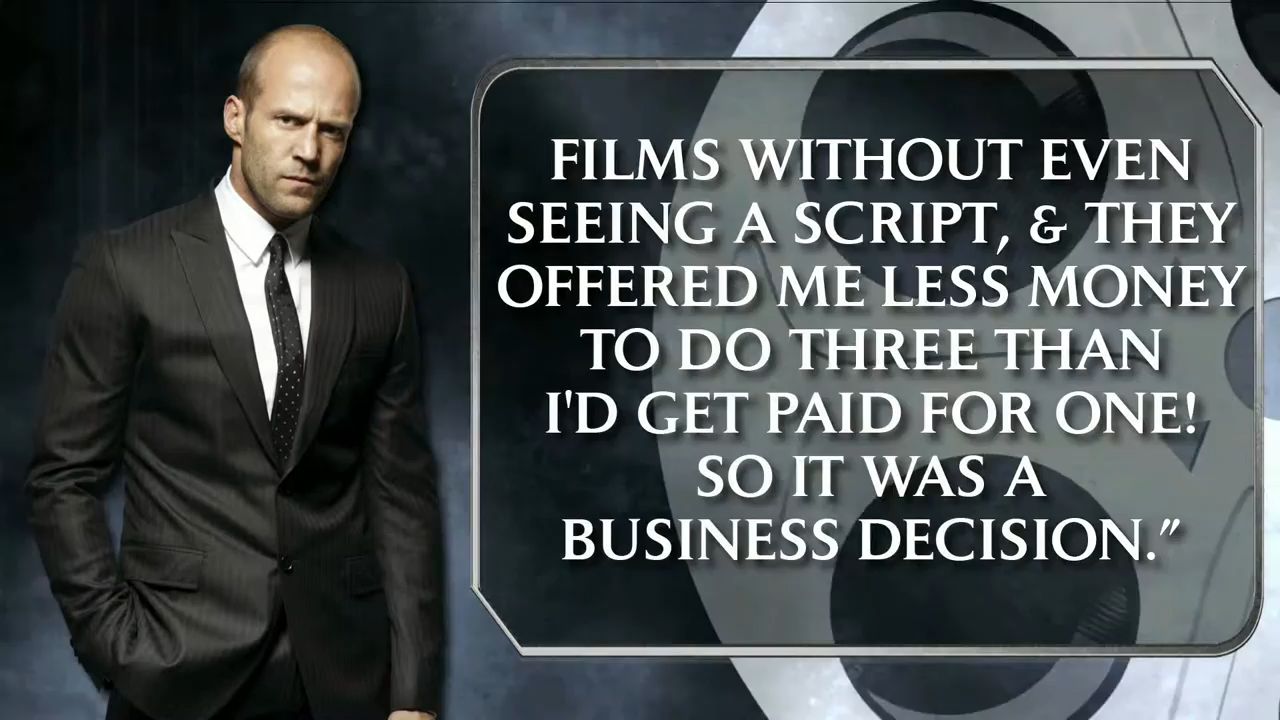 FILMS WITHOUT EVEN
SEEING A SCRIPT, & THEY
OFFERED ME LESS MONEY
TO DO THREE THAN
I'D GET PAID FOR ONE!
SO IT WAS A
BUSINESS DECISION.”